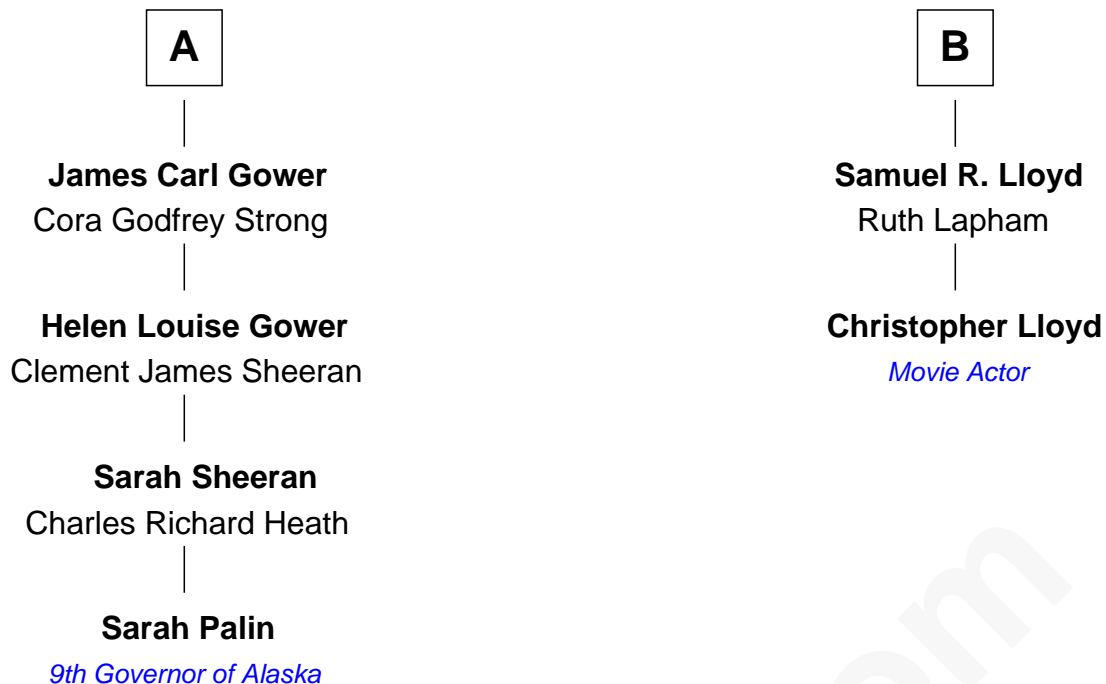 A
James Carl Gower
Cora Godfrey Strong
Helen Louise Gower
Clement James Sheeran
Sarah Sheeran
Charles Richard Heath
Sarah Palin
9th Governor of Alaska
B
Samuel R. Lloyd
Ruth Lapham
Christopher Lloyd
Movie Actor
om